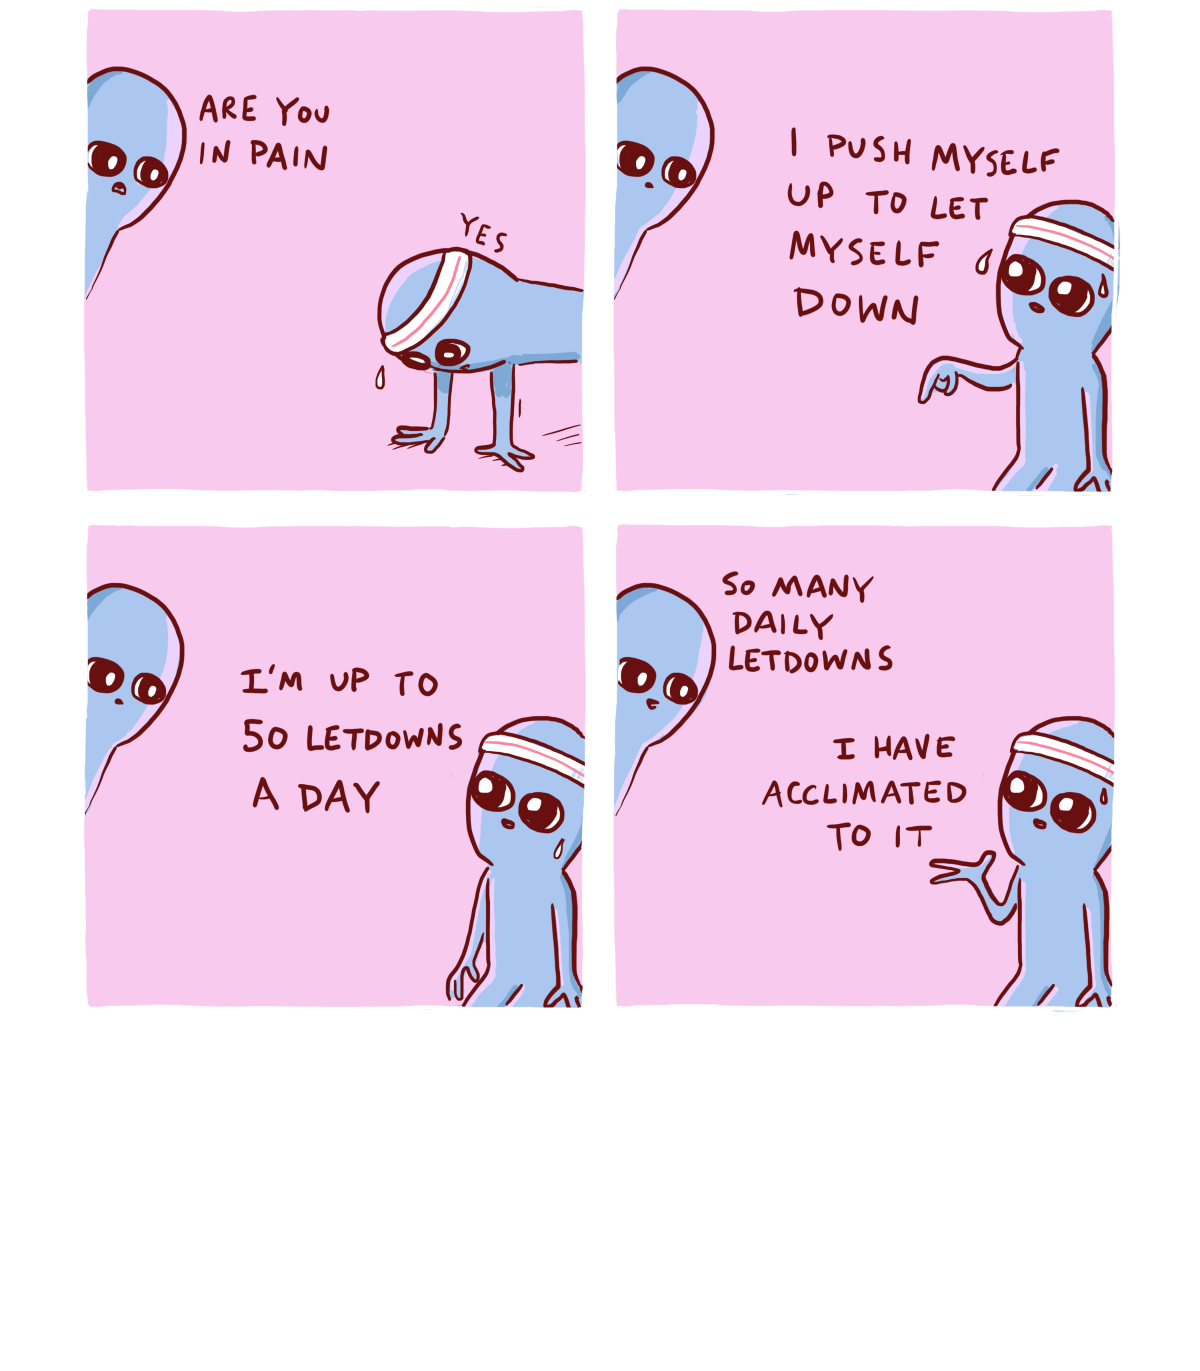 ARE YOU
IN PAIN
YES
I PUSH MYSELF
UP TO LET
MYSELF
DOWN
I'M UP TO
50 LETDOWNS
A DAY
SO MANY
DAILY
LETDOWNS
I HAVE
ACCLIMATED
TO IT